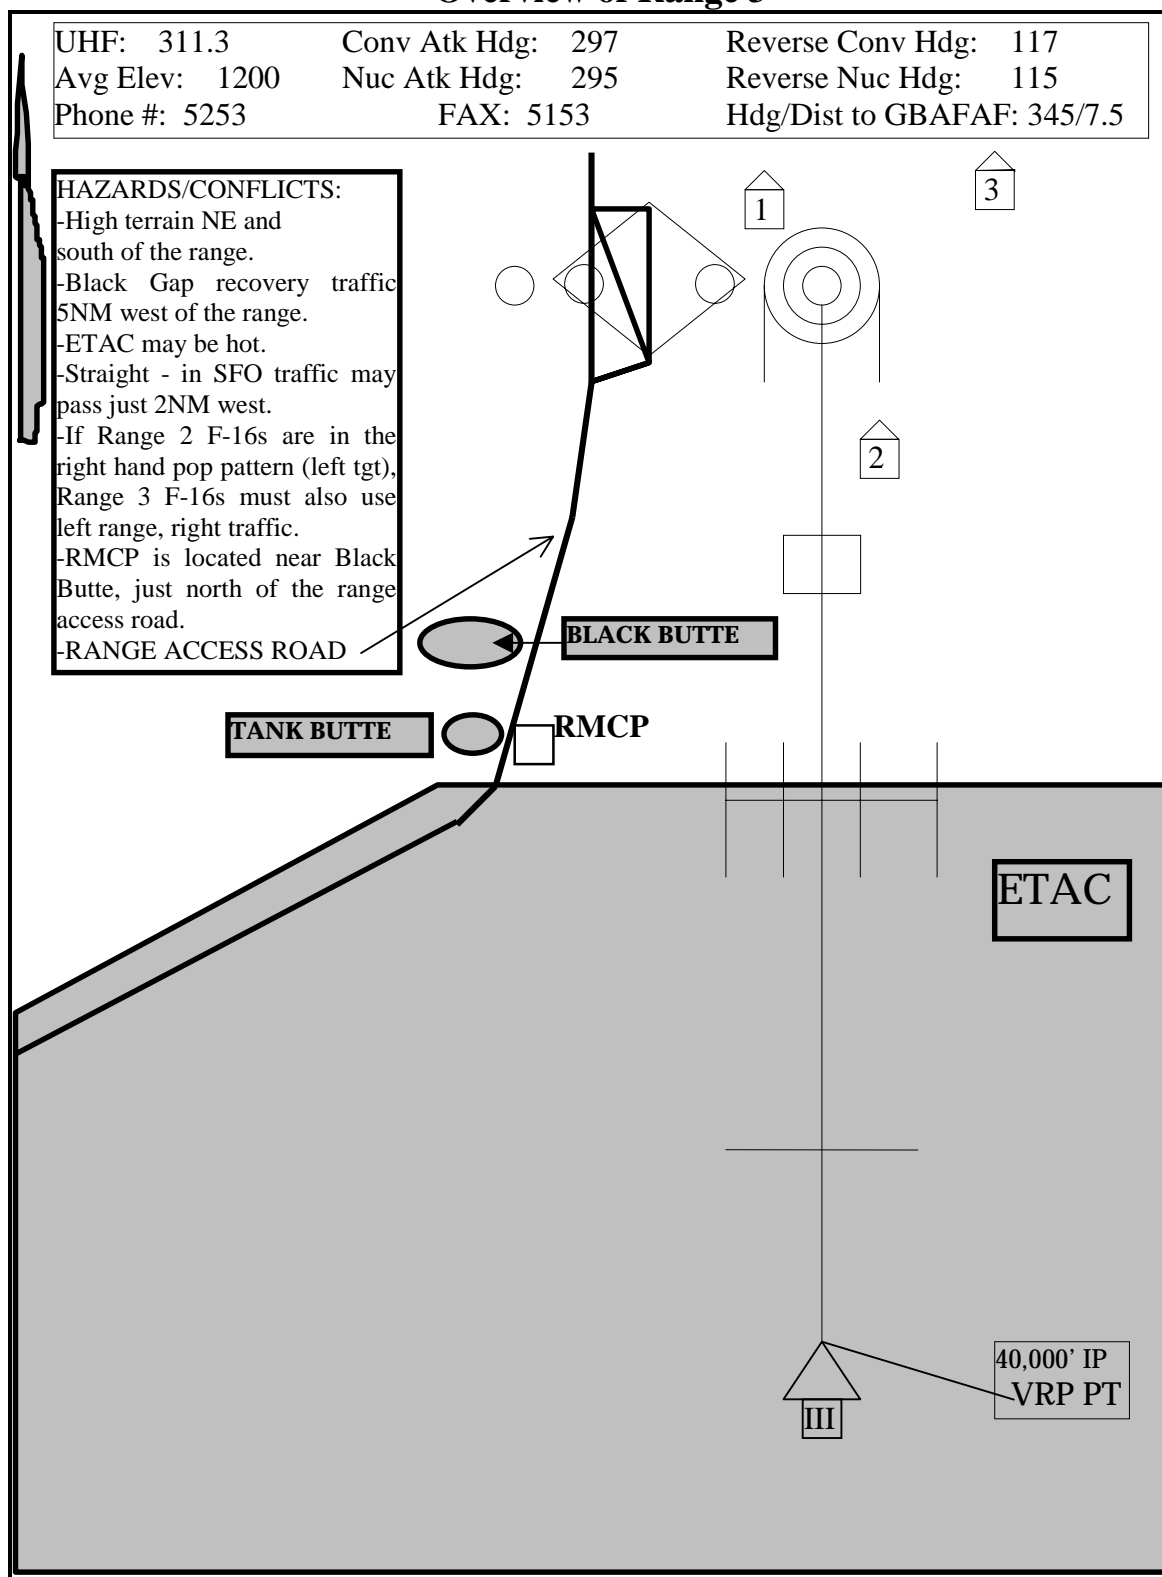 Overview of Range 3
UHF: 311.3 Conv Atk Hdg: 297 Reverse Conv Hdg: 117
Avg Elev: 1200 Nuc Atk Hdg: 295 Reverse Nuc Hdg: 115
Phone #: 5253 FAX: 5153 Hdg/Dist to GBAFAF: 345/7.5
HAZARDS/CONFLICTS:
-High terrain NE and
south of the range.
-Black Gap recovery traffic
5NM west of the range.
-ETAC may be hot.
-Straight - in SFO traffic may
pass just 2NM west.
-If Range 2 F-16s are in the
right hand pop pattern (left tgt),
Range 3 F-16s must also use
left range, right traffic.
-RMCP is located near Black
Butte, just north of the range
access road.
-RANGE ACCESS ROAD
1
3
2
BLACK BUTTE
TANK BUTTE
RMCP
ETAC
40,000' IP
VRP PT
III